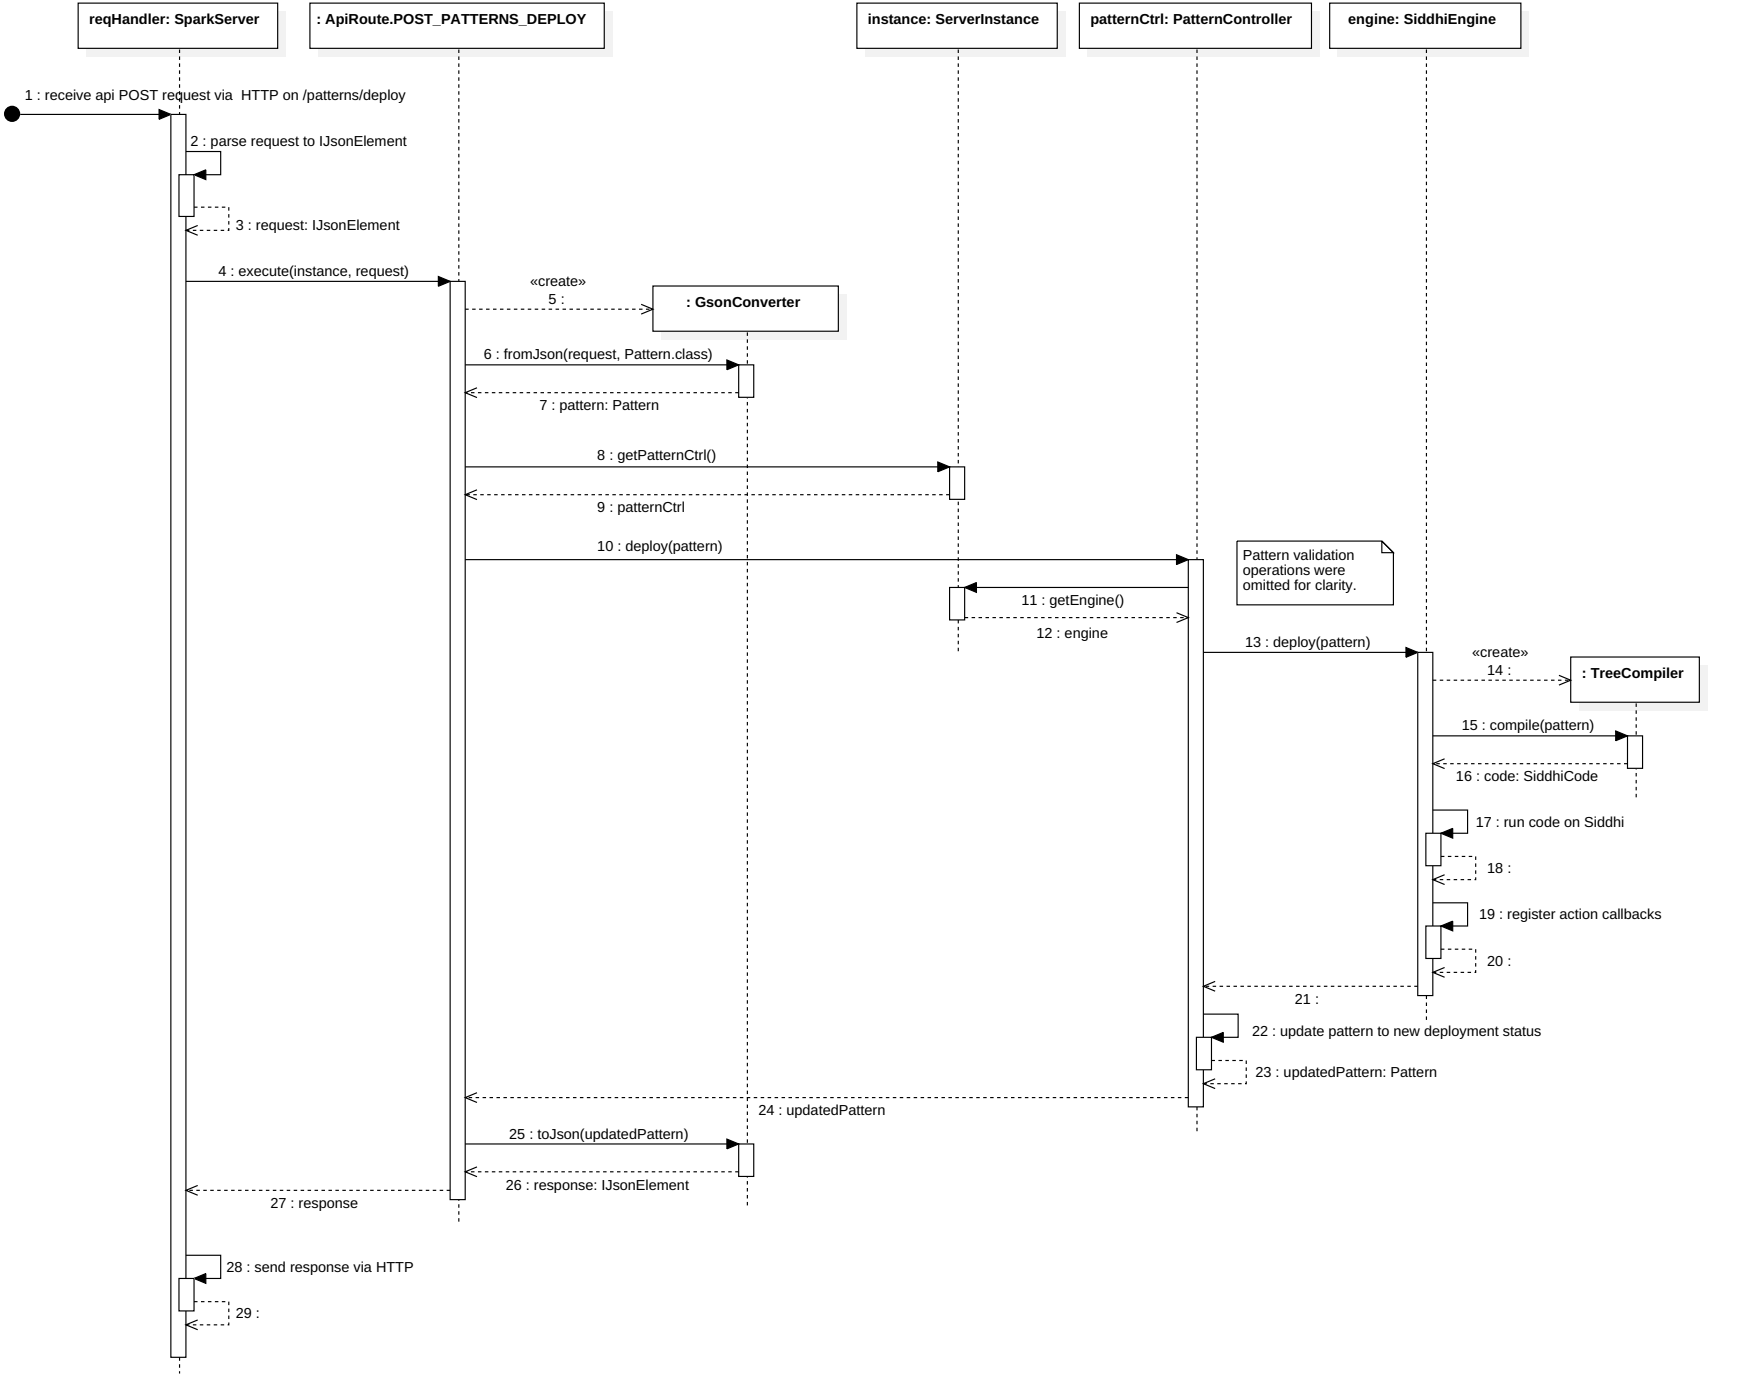 reqHandler: SparkServer
: ApiRoute.POST_PATTERNS_DEPLOY
instance: ServerInstance
patternCtrl: PatternController
engine: SiddhiEngine
1 : receive api POST request via  HTTP on /patterns/deploy
2 : parse request to IJsonElement
3 : request: IJsonElement
4 : execute(instance, request)
«create»
5 :
: GsonConverter
6 : fromJson(request, Pattern.class)
7 : pattern: Pattern
8 : getPatternCtrl()
9 : patternCtrl
10 : deploy(pattern)
Pattern validation
operations were
omitted for clarity.
11 : getEngine()
12 : engine
13 : deploy(pattern)
«create»
14 :
: TreeCompiler
15 : compile(pattern)
16 : code: SiddhiCode
17 : run code on Siddhi
18 :
19 : register action callbacks
20 :
21 :
22 : update pattern to new deployment status
23 : updatedPattern: Pattern
24 : updatedPattern
25 : toJson(updatedPattern)
26 : response: IJsonElement
27 : response
28 : send response via HTTP
29 :